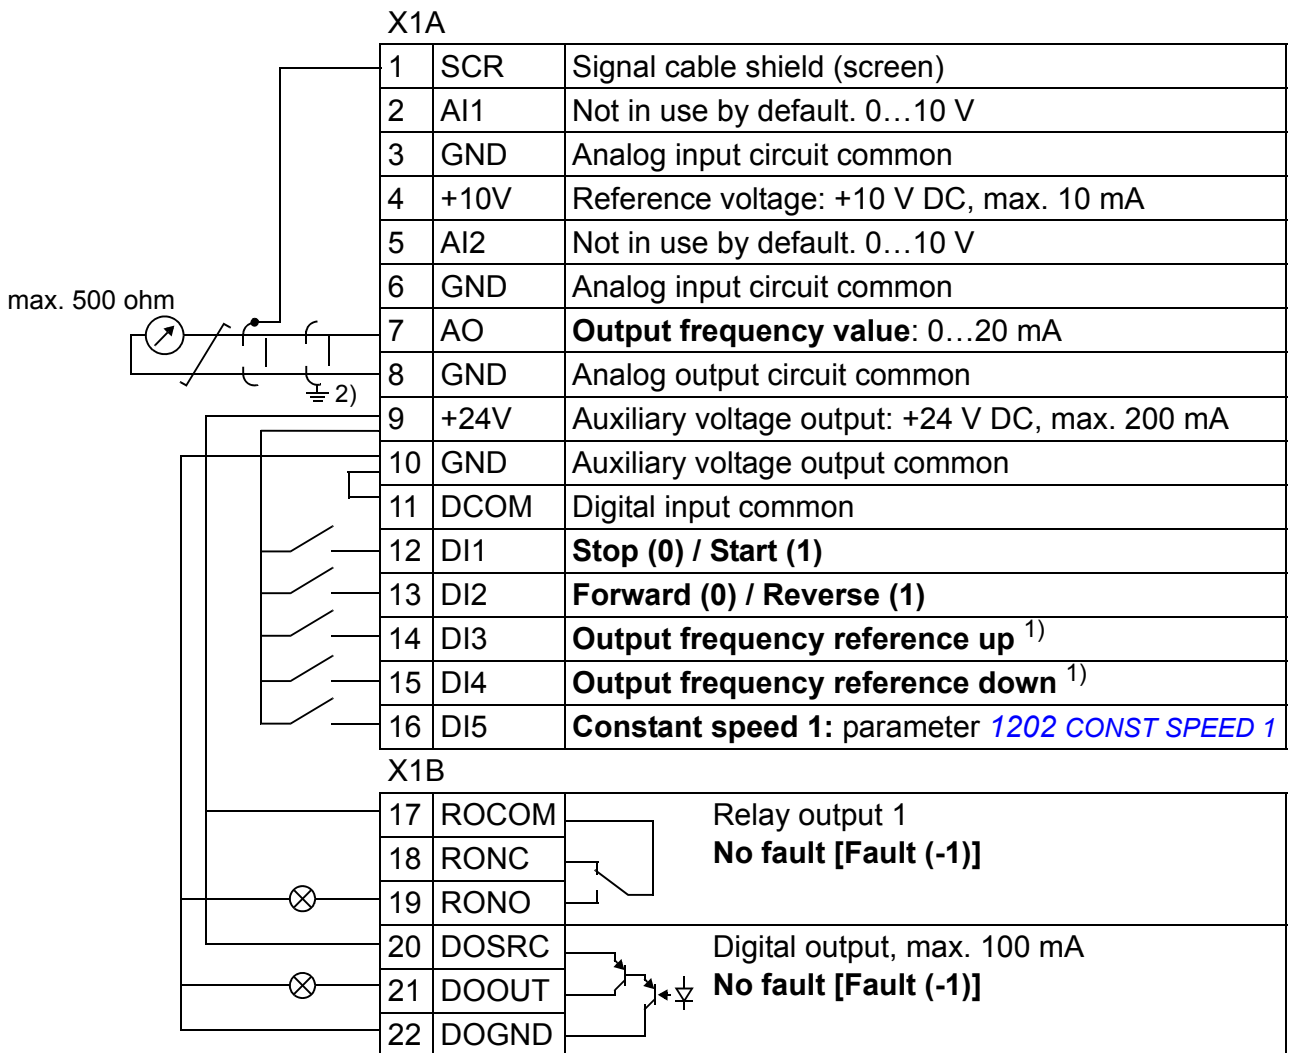 X1A
1 SCR Signal cable shield (screen)
2 AI1 Not in use by default. 0…10 V
3 GND Analog input circuit common
4 +10V Reference voltage: +10 V DC, max. 10 mA
5 AI2 Not in use by default. 0…10 V
6 GND Analog input circuit common
max. 500 ohm
7 AO Output frequency value: 0…20 mA
8 GND Analog output circuit common
2)
9 +24V Auxiliary voltage output: +24 V DC, max. 200 mA
10 GND Auxiliary voltage output common
11 DCOM Digital input common
12 DI1 Stop (0) / Start (1)
13 DI2 Forward (0) / Reverse (1)
14 DI3 Output frequency reference up 1)
15 DI4 Output frequency reference down 1)
16 DI5 Constant speed 1: parameter 1202 CONST SPEED 1
X1B
17 ROCOM Relay output 1
18 RONC No fault [Fault (-1)]
19 RONO
20 DOSRC Digital output, max. 100 mA
21 DOOUT No fault [Fault (-1)]
22 DOGND